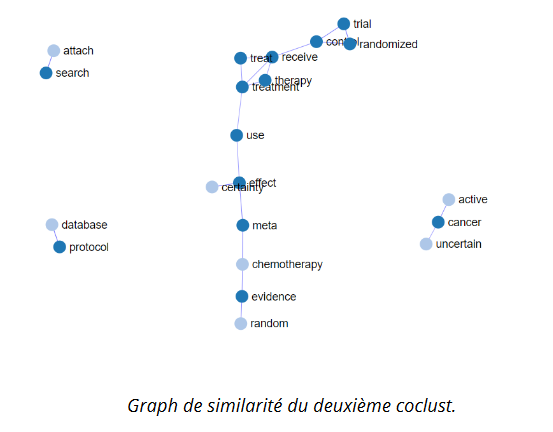 trial
control
randomized
attach
treat
receive
search
therapy
treatment
use
effect
certainty
active
database
cancer
meta
protocol
uncertain
chemotherapy
evidence
random
Graph de similarité du deuxième coclust.